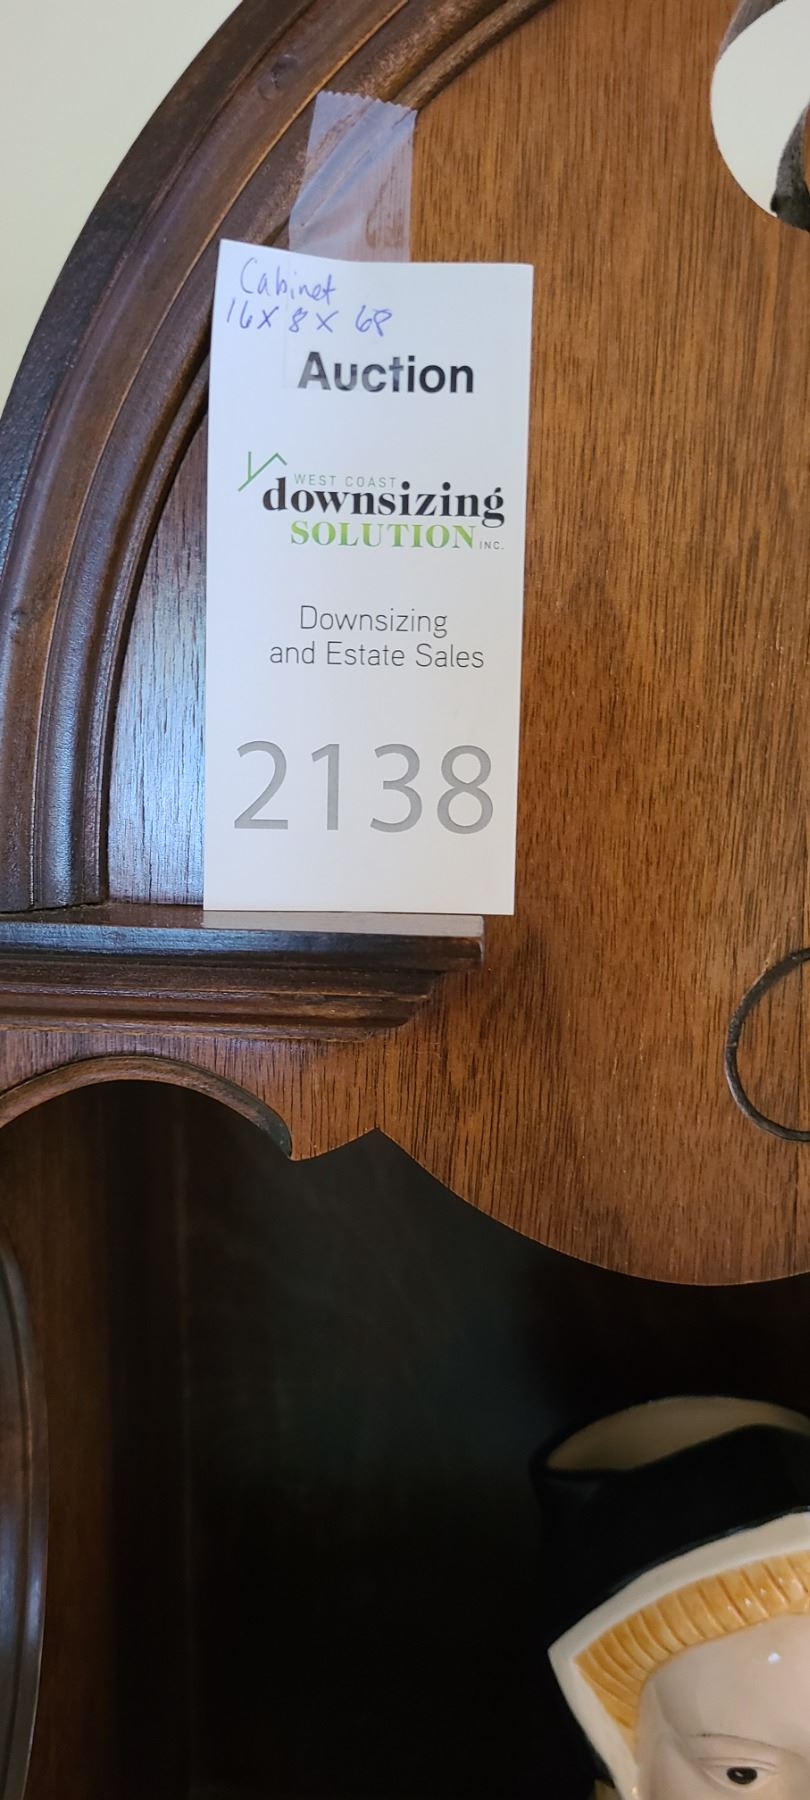 Cabinet
16 x 8 x 68
Auction
WEST COAST
downsizing
SOLUTION INC.
Downsizing
and Estate Sales
2138